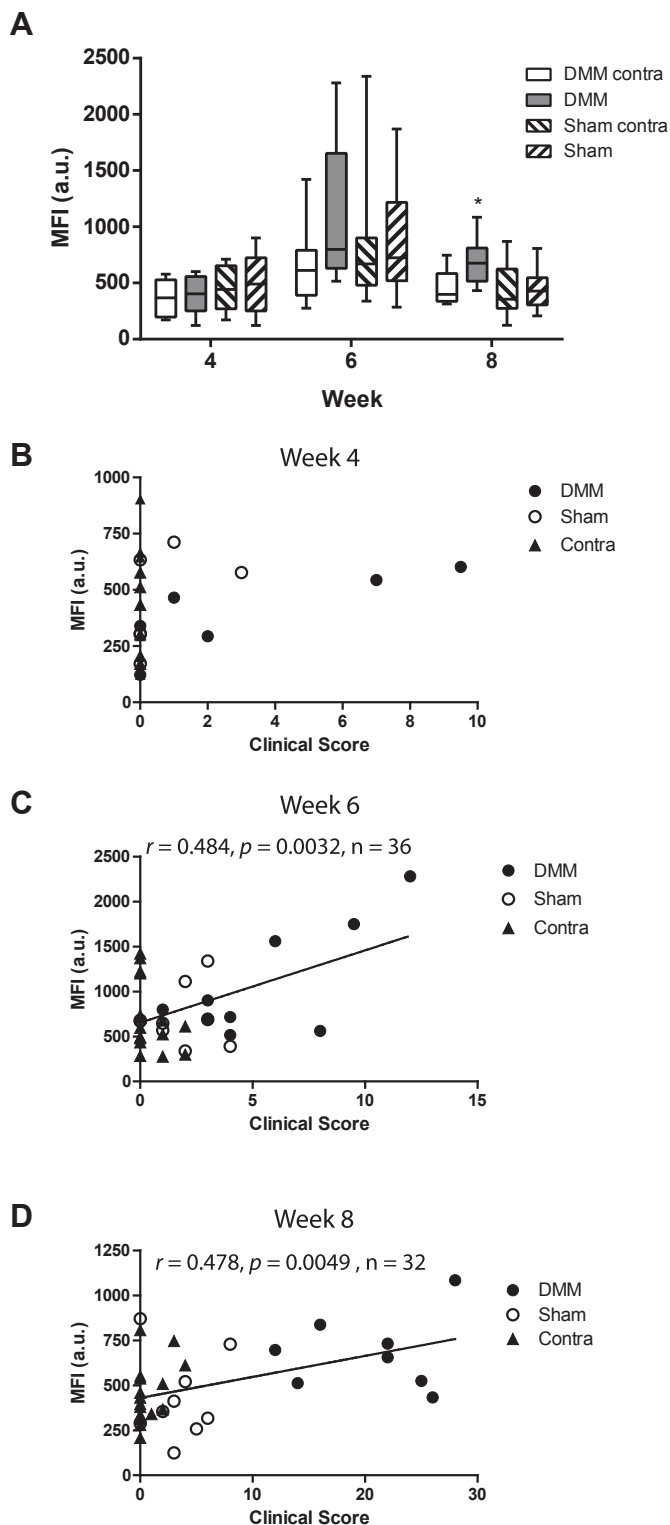 A
2500
2000
1500
1000
500
0
MFI (a.u.)
DMM contra
DMM
Sham contra
Sham
*
4 6 8
Week
B
Week 4
1000
750
500
250
0
MFI (a.u.)
DMM
Sham
Contra
0 2 4 6 8 10
Clinical Score
C
Week 6
r = 0.484, p = 0.0032, n = 36
2500
2000
1500
1000
500
0
MFI (a.u.)
DMM
Sham
Contra
0 5 10 15
Clinical Score
D
Week 8
r = 0.478, p = 0.0049 , n = 32
1250
1000
750
500
250
0
MFI (a.u.)
DMM
Sham
Contra
0 10 20 30
Clinical Score